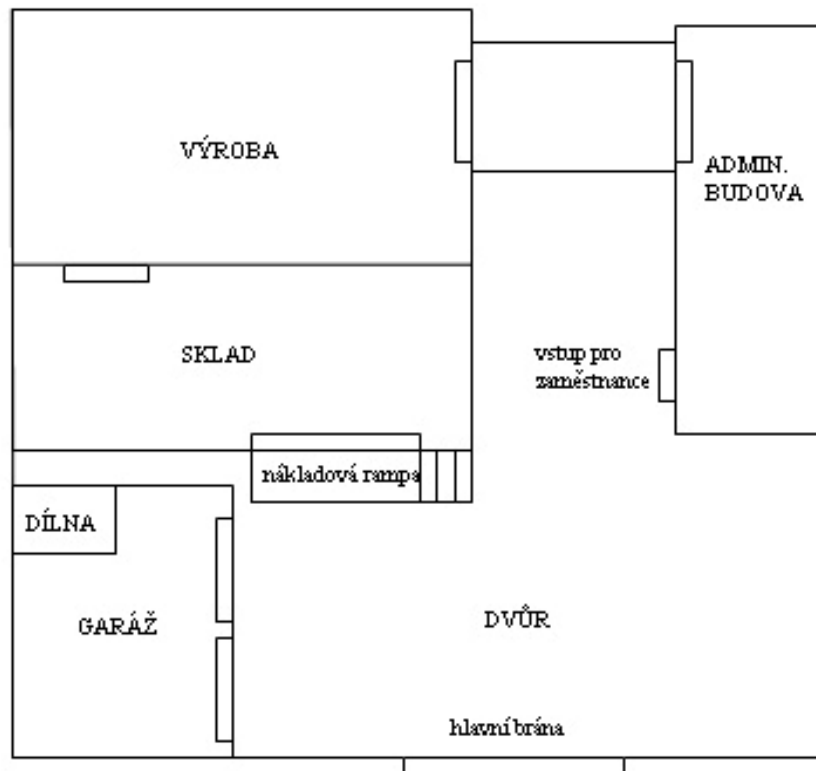 VÝROBA
ADMIN.
BUDOVA
SKLAD
vstup pro
zaměstnance
nákladová rampa
DÍLNA
GARÁŽ
DVŮR
hlavní brána